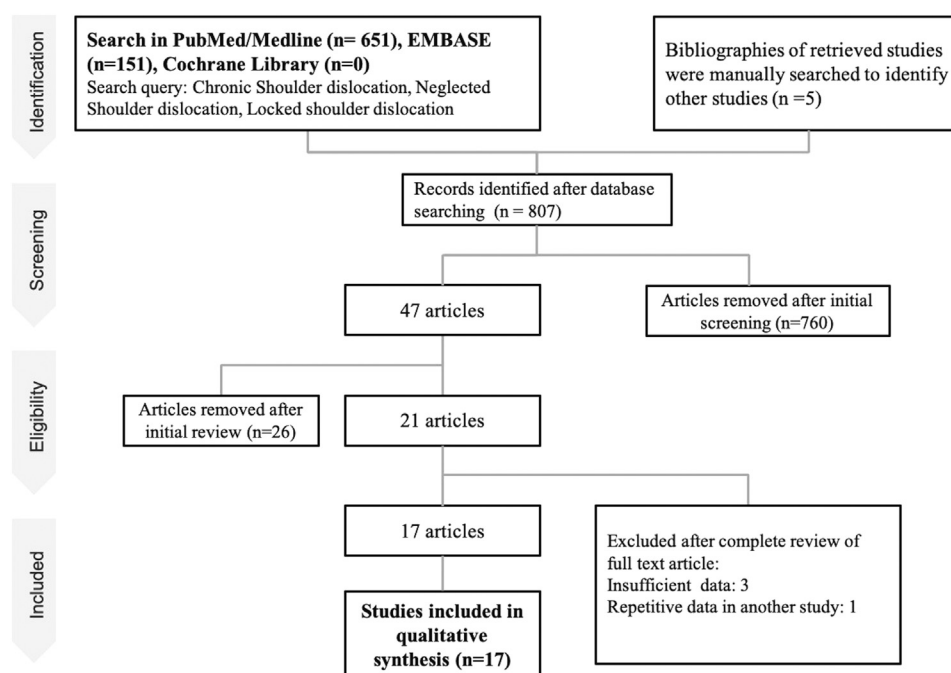 Identification
Search in PubMed/Medline (n= 651), EMBASE
(n=151), Cochrane Library (n=0)
Search query: Chronic Shoulder dislocation, Neglected
Shoulder dislocation, Locked shoulder dislocation
Bibliographies of retrieved studies
were manually searched to identify
other studies (n =5)
Screening
Records identified after database
searching (n = 807)
47 articles
Articles removed after initial
screening (n=760)
Eligibility
Articles removed after
initial review (n=26)
21 articles
Included
17 articles
Excluded after complete review of
full text article:
Insufficient data: 3
Repetitive data in another study: 1
Studies included in
qualitative
synthesis (n=17)